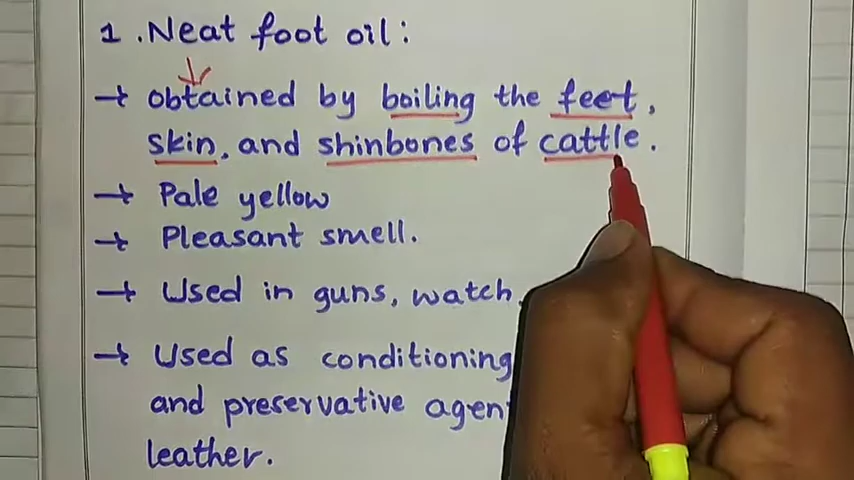 1. Neat foot oil:
→ obtained by boiling the feet,
skin, and shinbones of cattle.
→ Pale yellow
→ Pleasant smell.
→ Used in guns, watch,
→ Used as conditioning
and preservative
leather.